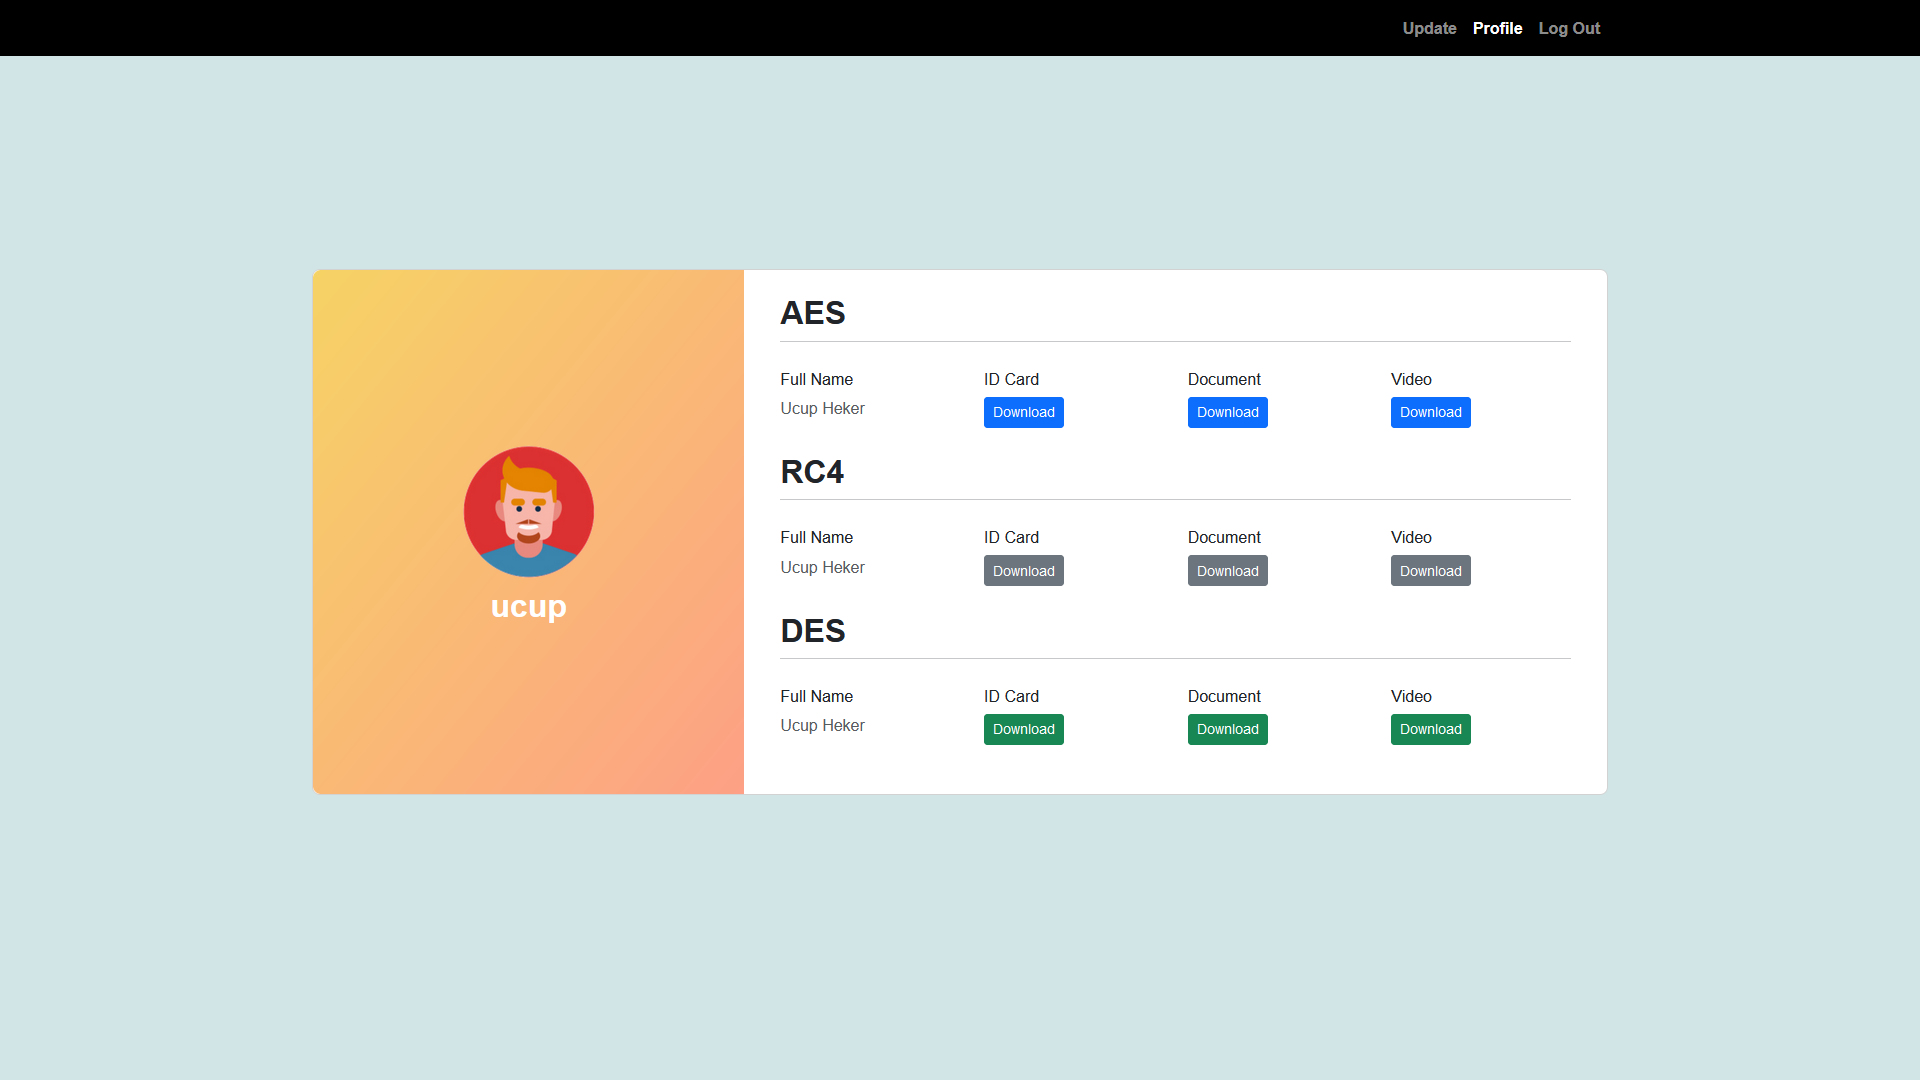 Update Profile Log Out
ucup
AES
Full Name ID Card Document Video
Ucup Heker Download Download Download
RC4
Full Name ID Card Document Video
Ucup Heker Download Download Download
DES
Full Name ID Card Document Video
Ucup Heker Download Download Download